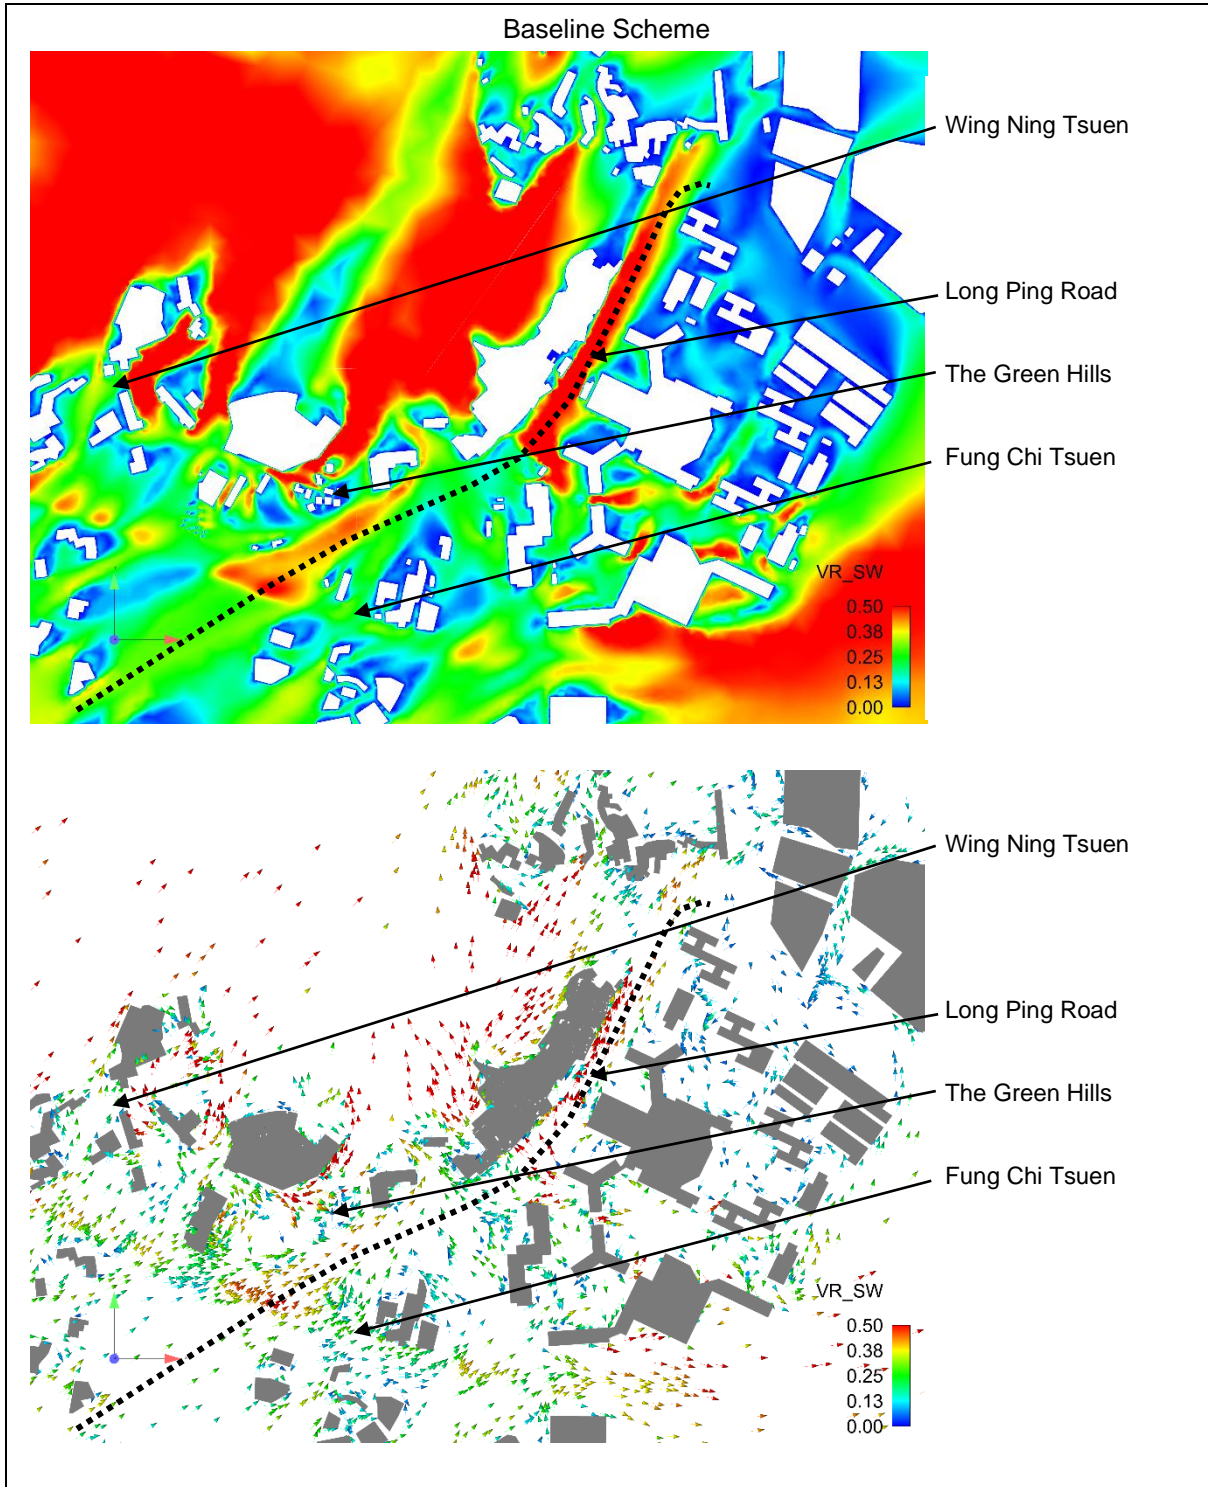 Baseline Scheme
Wing Ning Tsuen
Long Ping Road
The Green Hills
Fung Chi Tsuen
VR_SW
0.50
0.38
0.25
0.13
0.00
Wing Ning Tsuen
Long Ping Road
The Green Hills
Fung Chi Tsuen
VR_SW
0.50
0.38
0.25
0.13
0.00